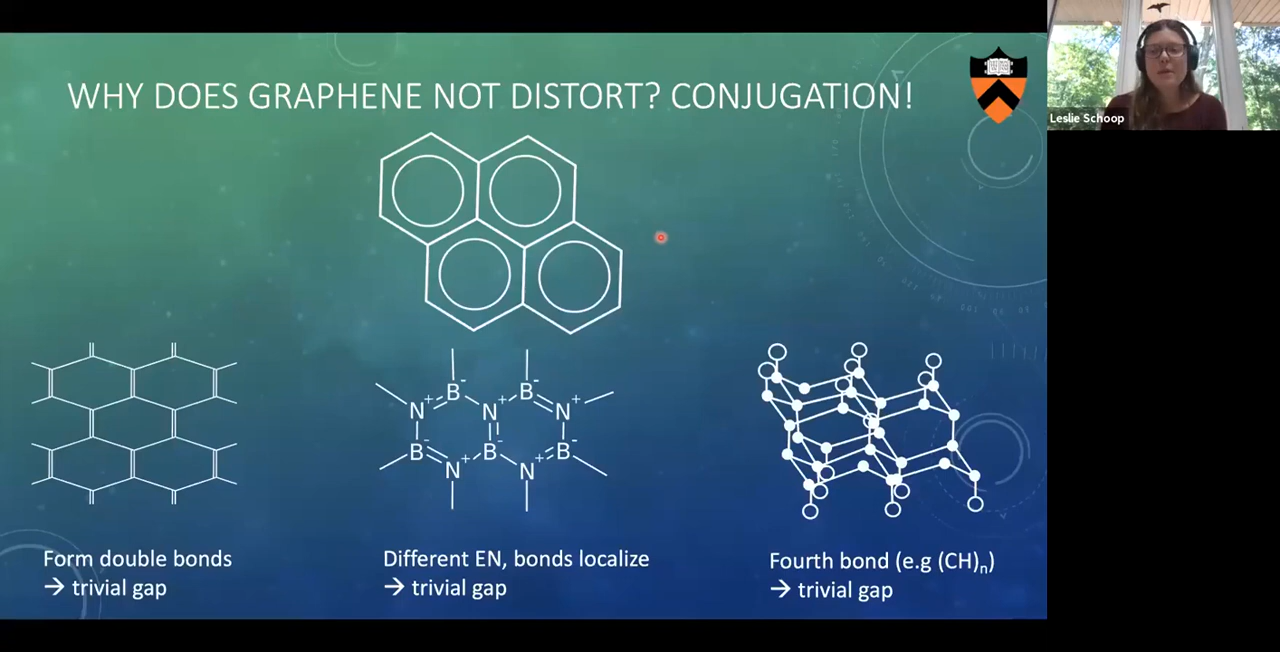 WHY DOES GRAPHENE NOT DISTORT? CONJUGATION!
Leslie Schoop
B-
B-
N+
N+
N+
B-
B-
B-
N+
N+
Form double bonds
→ trivial gap
Different EN, bonds localize
→ trivial gap
Fourth bond (e.g (CH)n)
→ trivial gap